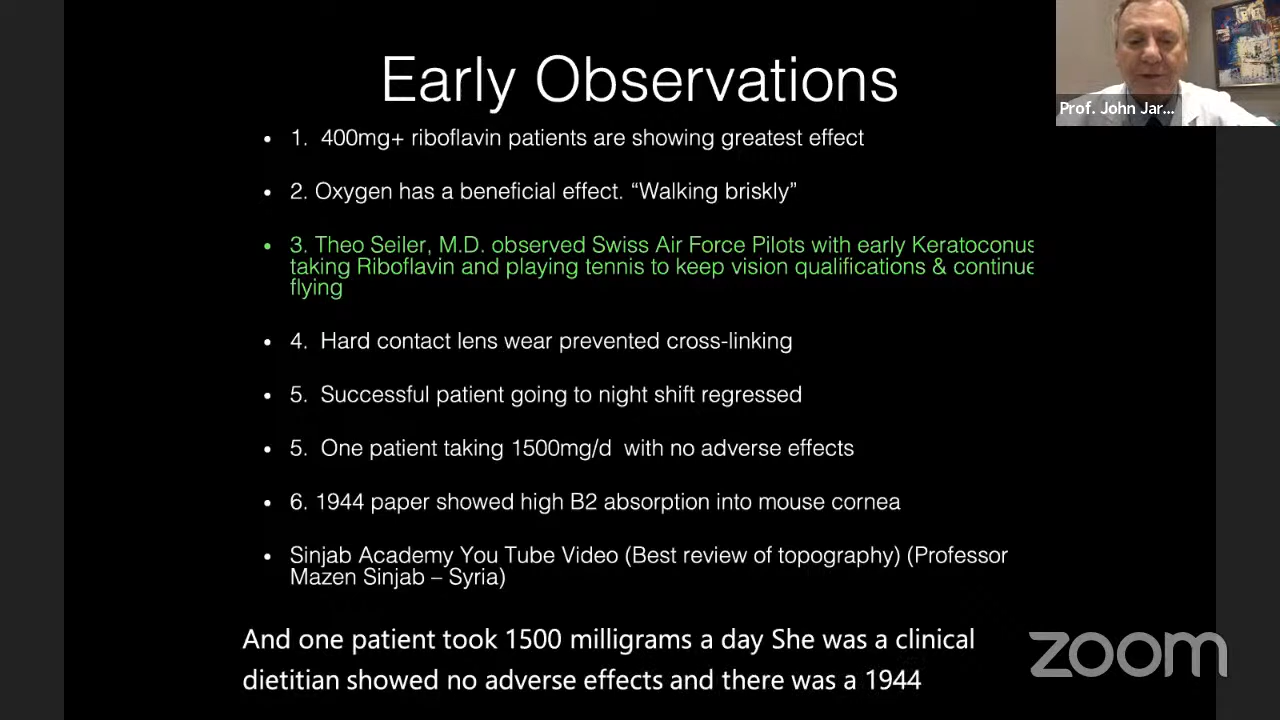 Early Observations
Prof. John Jar...
• 1. 400mg+ riboflavin patients are showing greatest effect
• 2. Oxygen has a beneficial effect. “Walking briskly”
• 3. Theo Seiler, M.D. observed Swiss Air Force Pilots with early Keratoconus
taking Riboflavin and playing tennis to keep vision qualifications & continue
flying
• 4. Hard contact lens wear prevented cross-linking
• 5. Successful patient going to night shift regressed
• 5. One patient taking 1500mg/d with no adverse effects
• 6. 1944 paper showed high B2 absorption into mouse cornea
• Sinjab Academy You Tube Video (Best review of topography) (Professor
Mazen Sinjab – Syria)
And one patient took 1500 milligrams a day She was a clinical
dietitian showed no adverse effects and there was a 1944
zoom